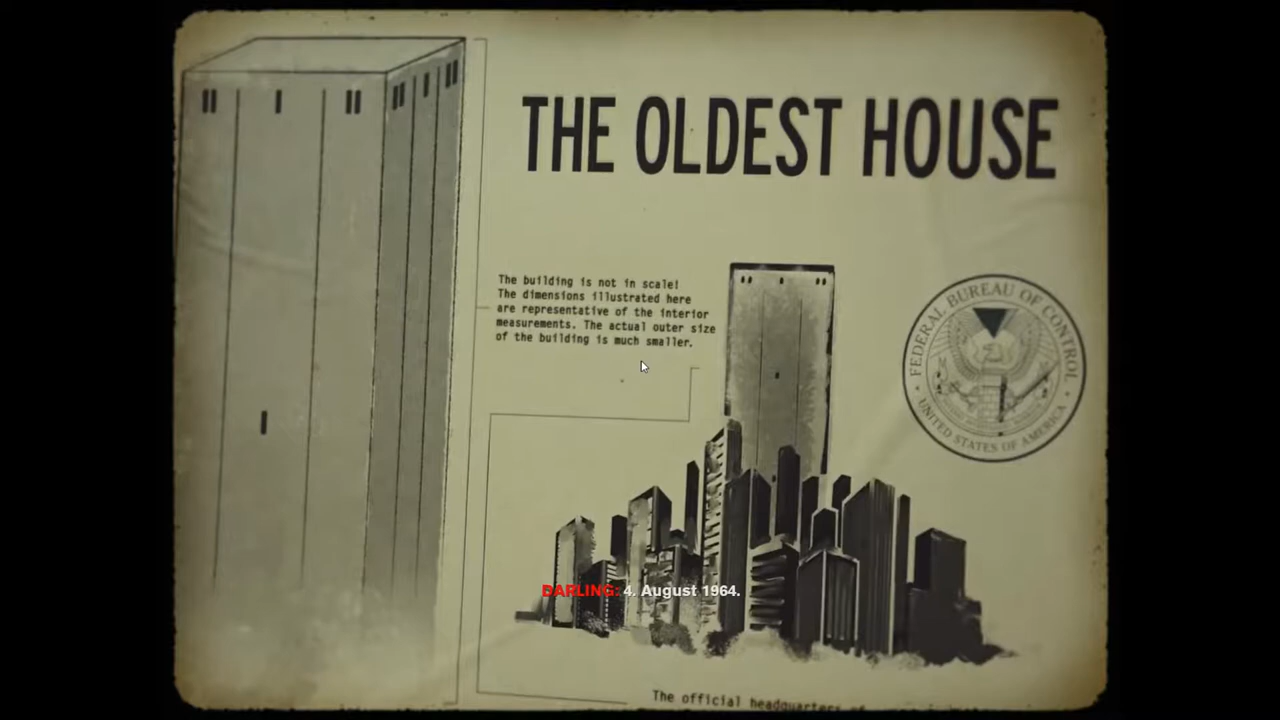 THE OLDEST HOUSE
The building is not in scale!
The dimensions illustrated here
are representative of the interior
measurements. The actual outer size
of the building is much smaller.
FEDERAL BUREAU OF CONTROL
UNITED STATES OF AMERICA
DARLING: 4. August 1964.
The official headquarters of